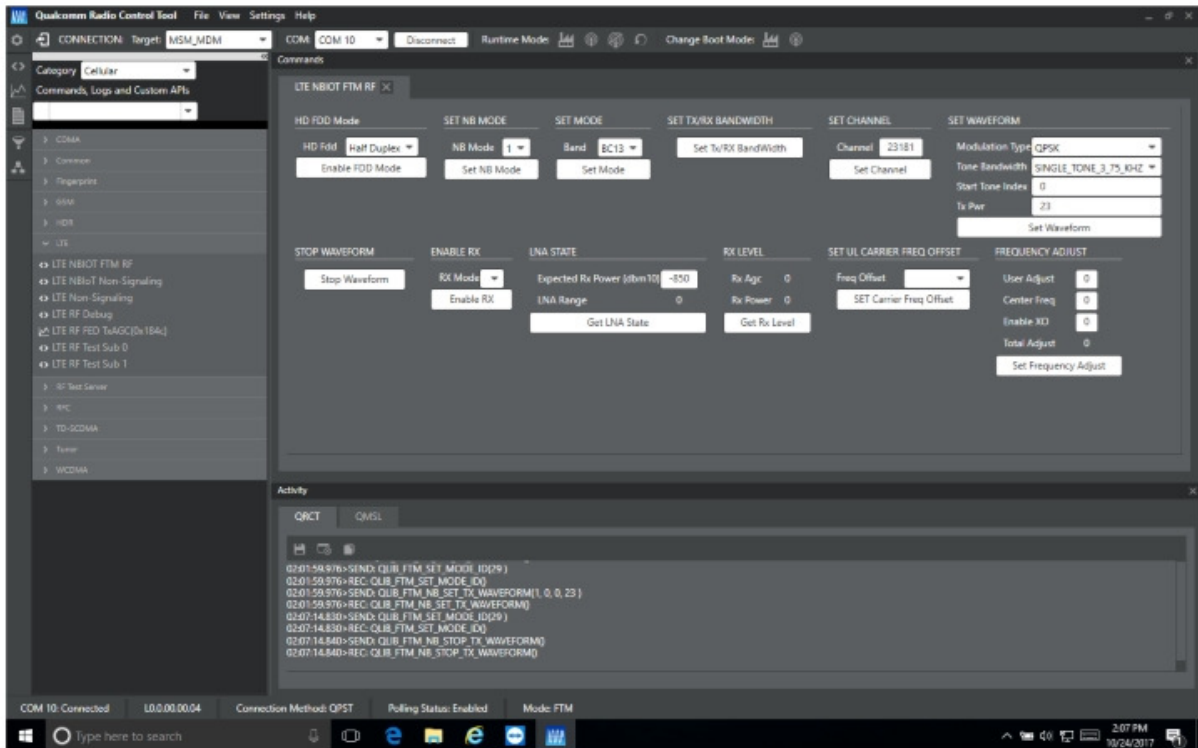 Qualcomm Radio Control Tool File View Settings Help
CONNECTION: Target: MSM_MDM COM: COM 10 Disconnect Runtime Mode: Change Boot Mode:
Category Cellular
Commands, Logs and Custom APIs
CDMA
Common
Fingerprint
GSM
HDR
LTE
LTE NBIOT FTM RF
LTE NBIoT Non-Signaling
LTE Non-Signaling
LTE RF Debug
LTE RF FED TxAGC(0x184c)
LTE RF Test Sub 0
LTE RF Test Sub 1
RF Test Server
RPC
TD-SCDMA
Tuner
WCDMA
Commands
LTE NBIOT FTM RF
HD FDD Mode
HD Fdd Half Duplex
Enable FDD Mode
SET NB MODE
NB Mode 1
Set NB Mode
SET MODE
Band BC13
Set Mode
SET TX/RX BANDWIDTH
Set Tx/RX BandWidth
SET CHANNEL
Channel 23181
Set Channel
SET WAVEFORM
Modulation Type QPSK
Tone Bandwidth SINGLE_TONE_3_75_KHZ
Start Tone Index 0
Tx Pwr 23
Set Waveform
STOP WAVEFORM
Stop Waveform
ENABLE RX
RX Mode
Enable RX
LNA STATE
Expected Rx Power [dbm10] -850
LNA Range 0
Get LNA State
RX LEVEL
Rx Agc 0
Rx Power 0
Get Rx Level
SET UL CARRIER FREQ OFFSET
Freq Offset
SET Carrier Freq Offset
FREQUENCY ADJUST
User Adjust 0
Center Freq 0
Enable XO 0
Total Adjust 0
Set Frequency Adjust
Activity
QRCT QMSL
02:01:59.976>SEND: QLIB_FTM_SET_MODE_ID(29 )
02:01:59.976>REC: QLIB_FTM_SET_MODE_ID()
02:01:59.976>SEND: QLIB_FTM_NB_SET_TX_WAVEFORM(1, 0, 0, 23 )
02:01:59.976>REC: QLIB_FTM_NB_SET_TX_WAVEFORM()
02:07:14.830>SEND: QLIB_FTM_SET_MODE_ID(29 )
02:07:14.830>REC: QLIB_FTM_SET_MODE_ID()
02:07:14.840>SEND: QLIB_FTM_NB_STOP_TX_WAVEFORM()
02:07:14.840>REC: QLIB_FTM_NB_STOP_TX_WAVEFORM()
COM 10: Connected L0.0.00.00.04 Connection Method: QPST Polling Status: Enabled Mode: FTM
Type here to search
2:07 PM
10/24/2017